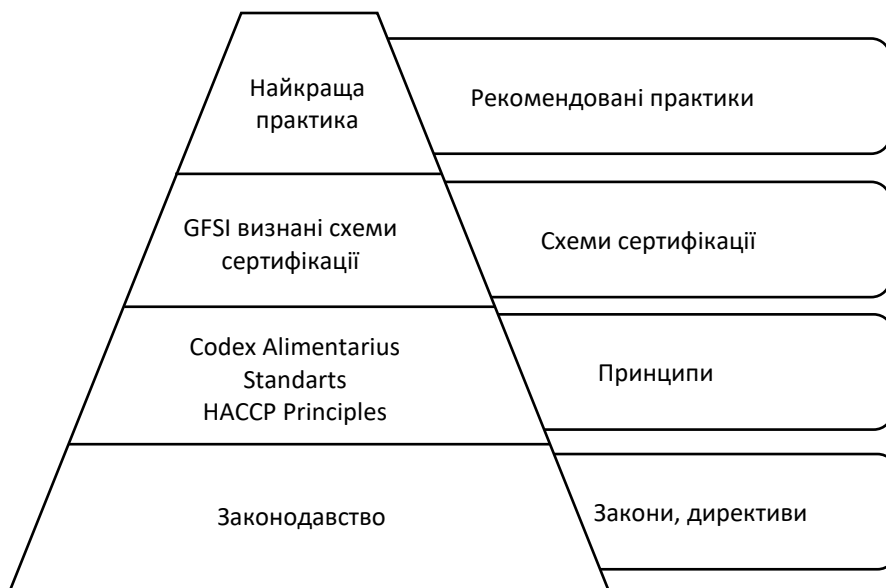 Найкраща
практика
Рекомендовані практики
GFSI визнані схеми
сертифікації
Схеми сертифікації
Codex Alimentarius
Standarts
HACCP Principles
Принципи
Законодавство
Закони, директиви